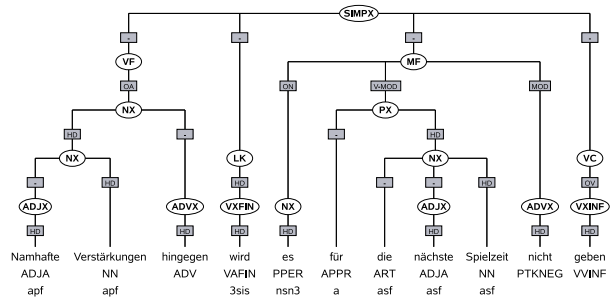 SIMPX
- - - -
VF MF
OA ON V-MOD MOD
NX PX
HD - - HD
NX LK NX VC
- HD HD - - HD OV
ADJX ADVX VXFIN NX ADJX ADVX VXINF
HD HD HD HD HD HD HD
Namhafte Verstärkungen hingegen wird es für die nächste Spielzeit nicht geben
ADJA NN ADV VAFIN PPER APPR ART ADJA NN PTKNEG VVINF
apf apf 3sis nsn3 a asf asf asf